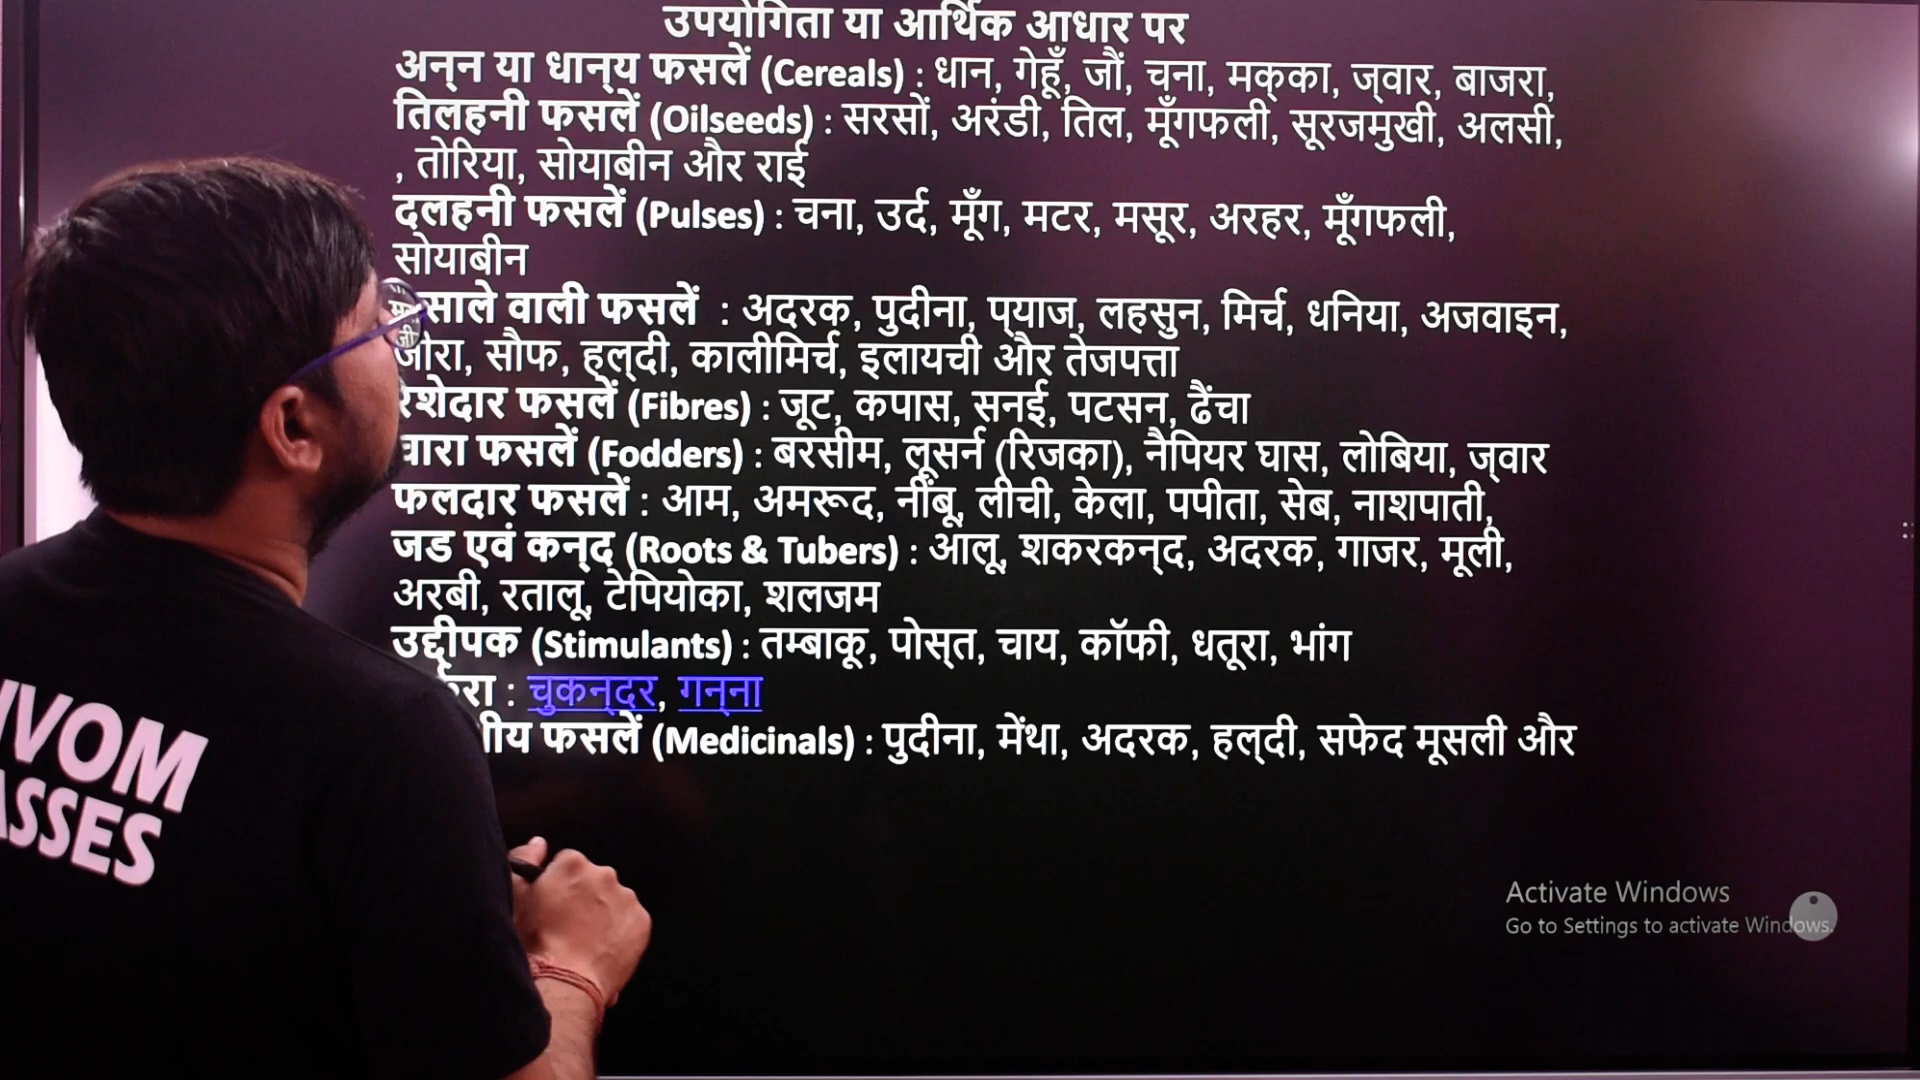 उपयोगिता या आर्थिक आधार पर
अन्न या धान्य फसलें (Cereals) : धान, गेहूँ, जौं, चना, मक्का, ज्वार, बाजरा,
तिलहनी फसलें (Oilseeds) : सरसों, अरंडी, तिल, मूँगफली, सूरजमुखी, अलसी,
, तोरिया, सोयाबीन और राई
दलहनी फसलें (Pulses) : चना, उर्द, मूँग, मटर, मसूर, अरहर, मूँगफली,
सोयाबीन
मसाले वाली फसलें : अदरक, पुदीना, प्याज, लहसुन, मिर्च, धनिया, अजवाइन,
जीरा, सौफ, हल्दी, कालीमिर्च, इलायची और तेजपत्ता
रेशेदार फसलें (Fibres) : जूट, कपास, सनई, पटसन, ढैंचा
चारा फसलें (Fodders) : बरसीम, लूसर्न (रिजका), नैपियर घास, लोबिया, ज्वार
फलदार फसलें : आम, अमरूद, नींबू, लीची, केला, पपीता, सेब, नाशपाती,
जड एवं कन्द (Roots & Tubers) : आलू, शकरकन्द, अदरक, गाजर, मूली,
अरबी, रतालू, टेपियोका, शलजम
उद्दीपक (Stimulants) : तम्बाकू, पोस्त, चाय, कॉफी, धतूरा, भांग
: चुकन्दर, गन्ना
फसलें (Medicinals) : पुदीना, मेंथा, अदरक, हल्दी, सफेद मूसली और
Activate Windows
Go to Settings to activate Windows.